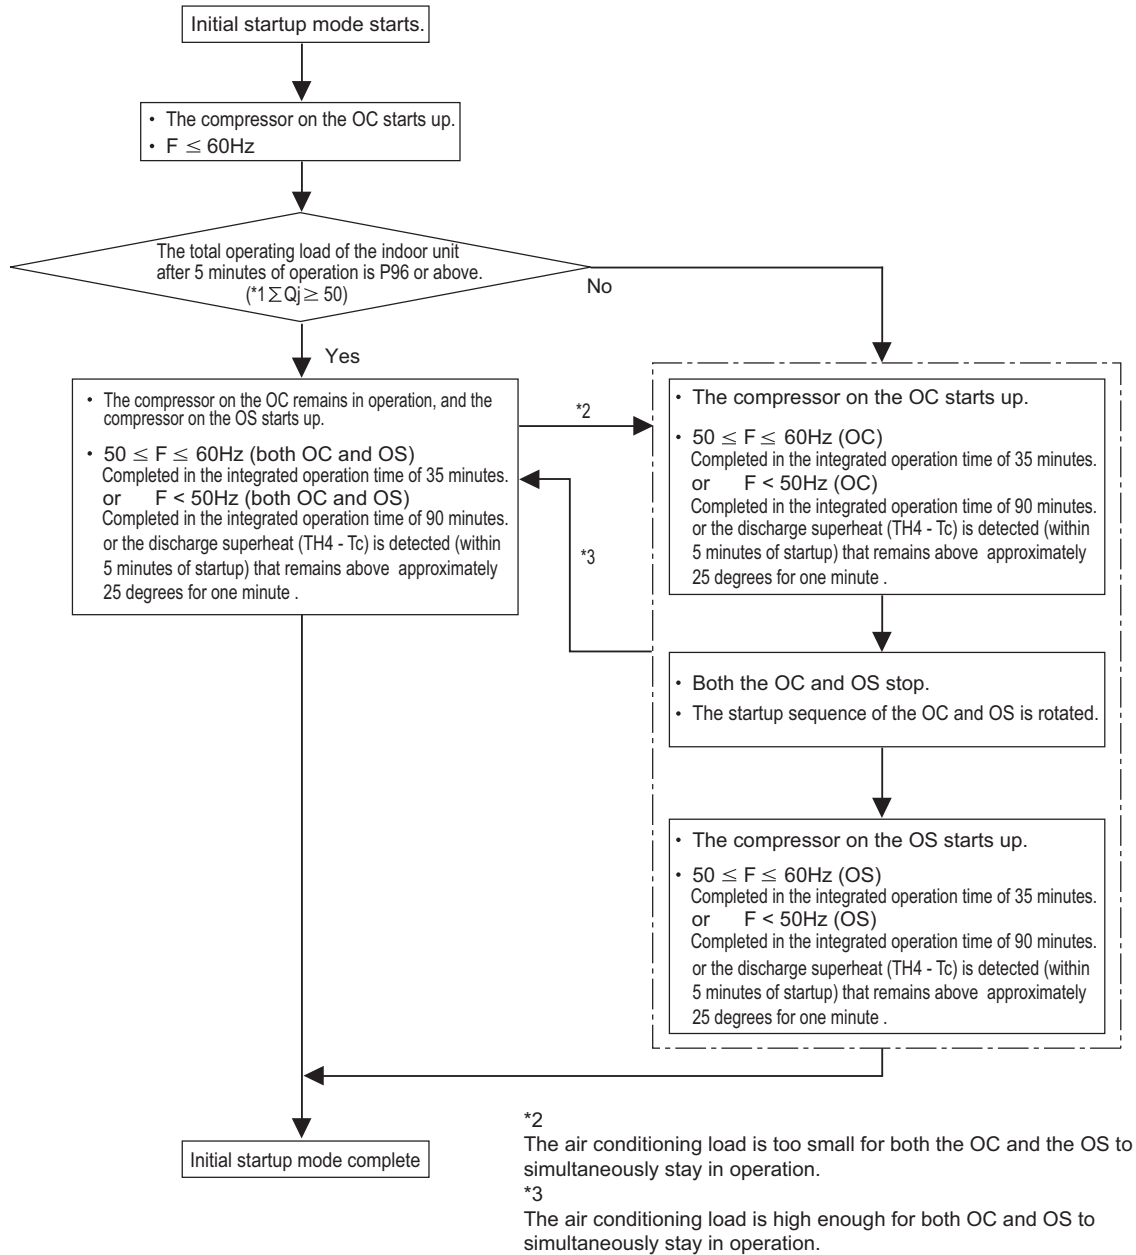 Initial startup mode starts.
• The compressor on the OC starts up.
• F ≤ 60Hz
The total operating load of the indoor unit
after 5 minutes of operation is P96 or above.
(*1∑Qj≥ 50)
No
Yes
• The compressor on the OC remains in operation, and the
compressor on the OS starts up.
• 50 ≤ F ≤ 60Hz (both OC and OS)
Completed in the integrated operation time of 35 minutes.
or F < 50Hz (both OC and OS)
Completed in the integrated operation time of 90 minutes.
or the discharge superheat (TH4 - Tc) is detected (within
5 minutes of startup) that remains above approximately
25 degrees for one minute .
*2
*3
• The compressor on the OC starts up.
• 50 ≤ F ≤ 60Hz (OC)
Completed in the integrated operation time of 35 minutes.
or F < 50Hz (OC)
Completed in the integrated operation time of 90 minutes.
or the discharge superheat (TH4 - Tc) is detected (within
5 minutes of startup) that remains above approximately
25 degrees for one minute .
• Both the OC and OS stop.
• The startup sequence of the OC and OS is rotated.
• The compressor on the OS starts up.
• 50 ≤ F ≤ 60Hz (OS)
Completed in the integrated operation time of 35 minutes.
or F < 50Hz (OS)
Completed in the integrated operation time of 90 minutes.
or the discharge superheat (TH4 - Tc) is detected (within
5 minutes of startup) that remains above approximately
25 degrees for one minute .
Initial startup mode complete
*2
The air conditioning load is too small for both the OC and the OS to
simultaneously stay in operation.
*3
The air conditioning load is high enough for both OC and OS to
simultaneously stay in operation.